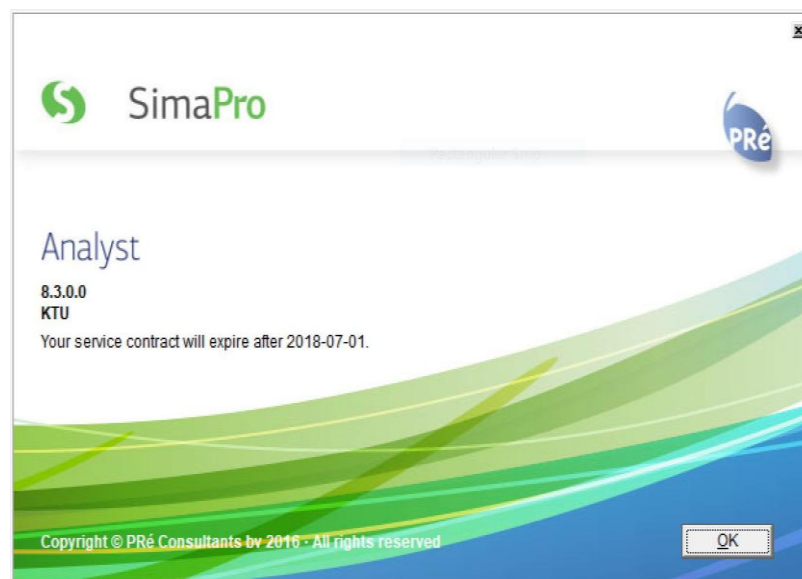 SimaPro
PRé
Analyst
8.3.0.0
KTU
Your service contract will expire after 2018-07-01.
Copyright © PRé Consultants bv 2016 - All rights reserved
OK